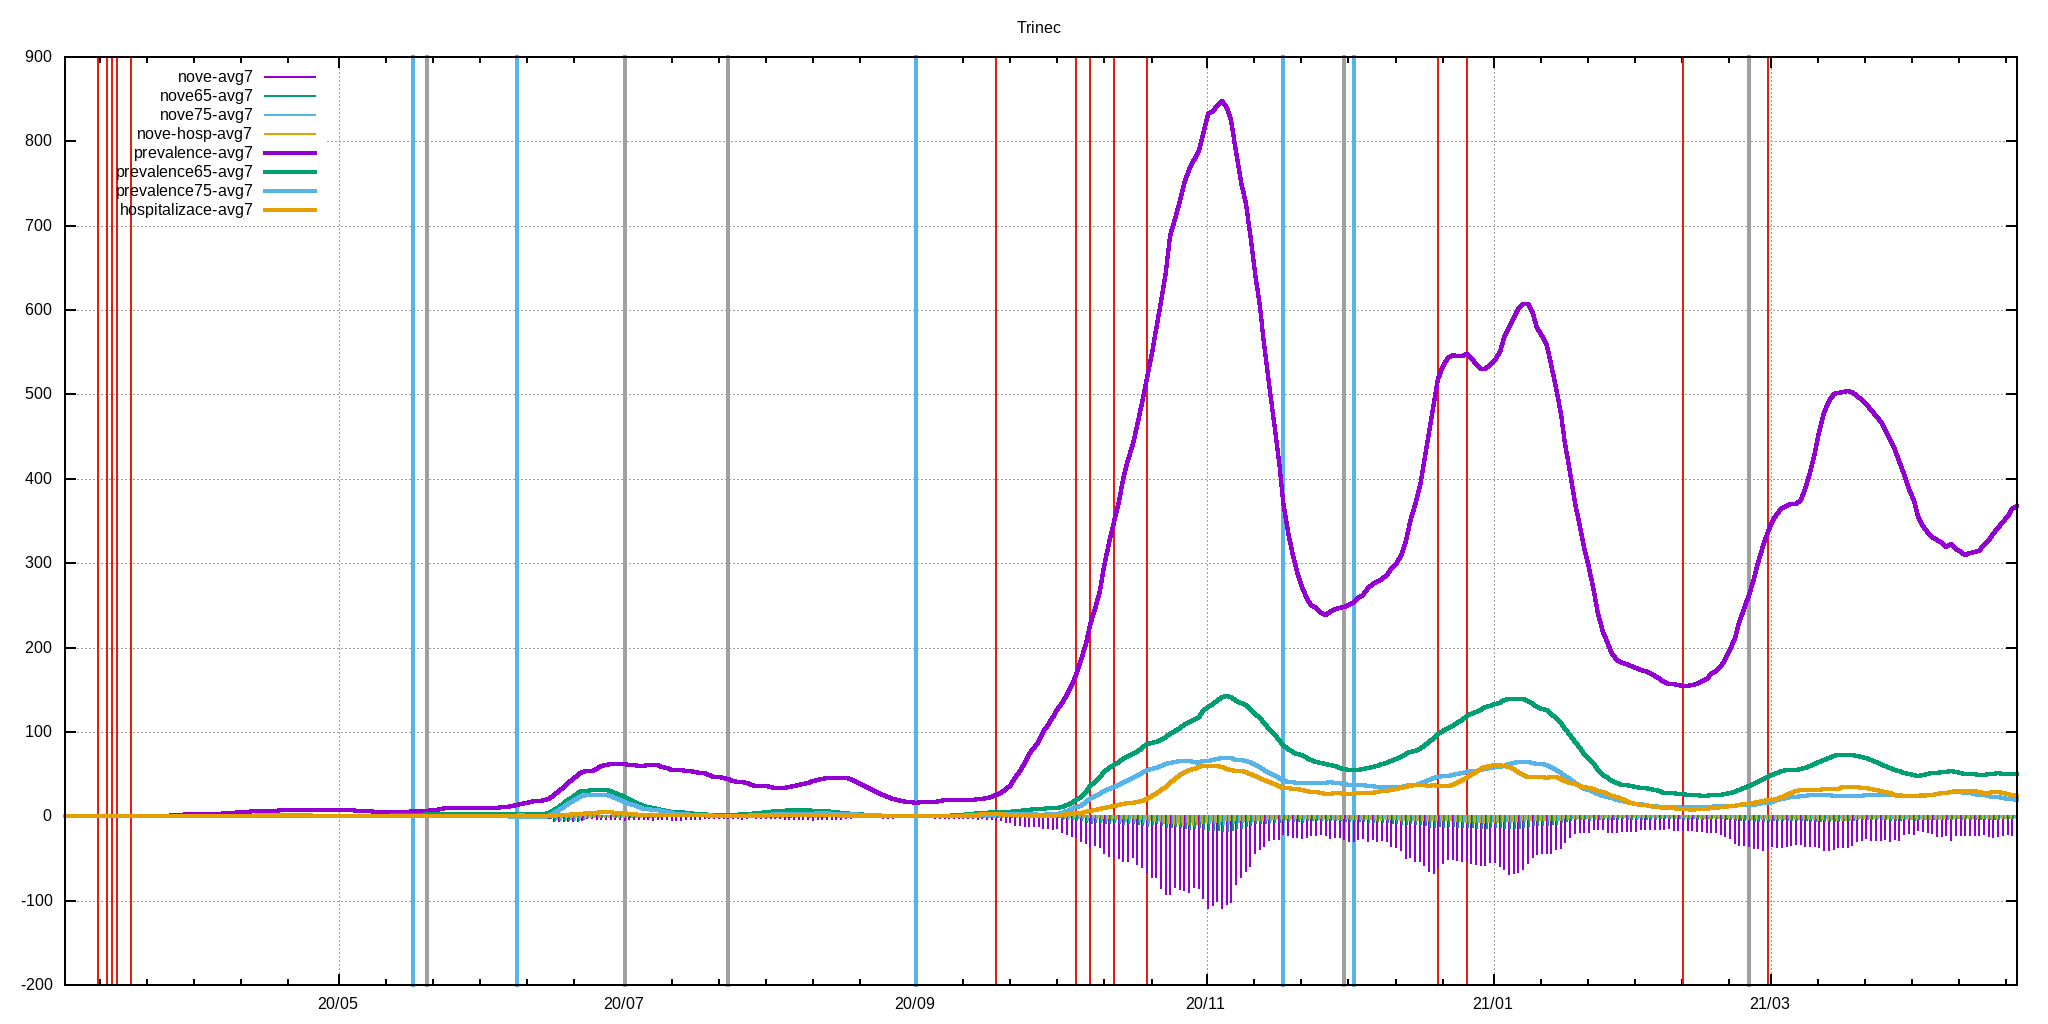 Trinec
900
800
700
600
500
400
300
200
100
0
-100
-200
nove-avg7
nove65-avg7
nove75-avg7
nove-hosp-avg7
prevalence-avg7
prevalence65-avg7
prevalence75-avg7
hospitalizace-avg7
20/05
20/07
20/09
20/11
21/01
21/03